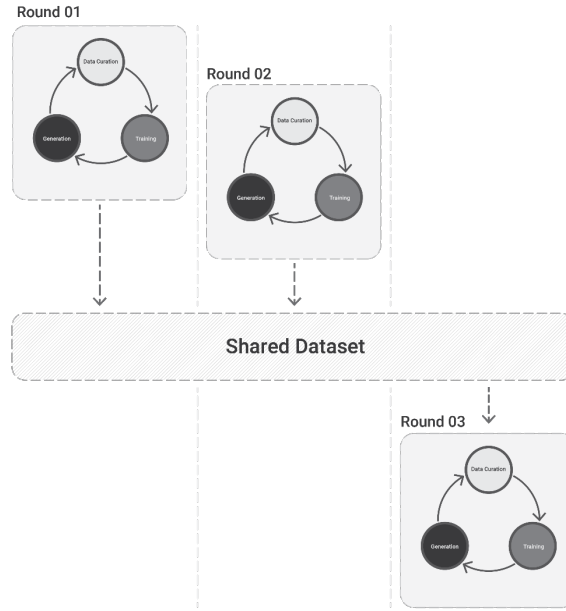 Round 01
Data Curation
Generation
Training
Round 02
Data Curation
Generation
Training
Shared Dataset
Round 03
Data Curation
Generation
Training